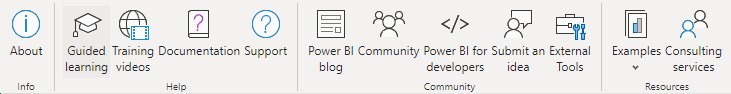 About
Guided
learning
Training
videos
Documentation
Support
Power BI
blog
Community
Power BI for
developers
Submit an
idea
External
Tools
Examples
Consulting
services
Info
Help
Community
Resources